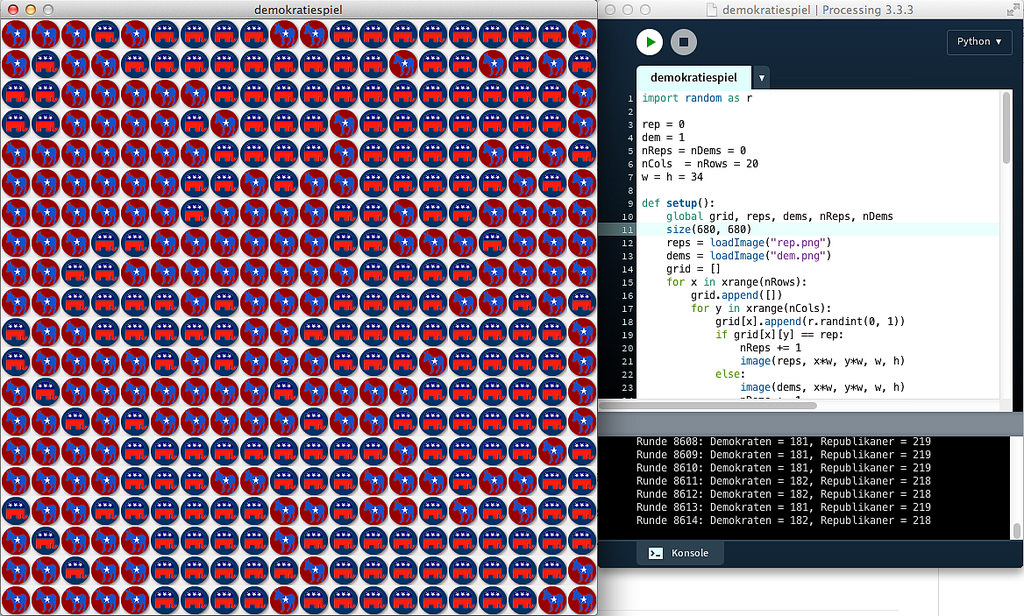 demokratiespiel
demokratiespiel | Processing 3.3.3
Python ▾
demokratiespiel ▾
1 import random as r
2
3 rep = 0
4 dem = 1
5 nReps = nDems = 0
6 nCols  = nRows = 20
7 w = h = 34
8
9 def setup():
10     global grid, reps, dems, nReps, nDems
11     size(680, 680)
12     reps = loadImage("rep.png")
13     dems = loadImage("dem.png")
14     grid = []
15     for x in xrange(nRows):
16         grid.append([])
17         for y in xrange(nCols):
18             grid[x].append(r.randint(0, 1))
19             if grid[x][y] == rep:
20                 nReps += 1
21                 image(reps, x*w, y*w, w, h)
22             else:
23                 image(dems, x*w, y*w, w, h)
Runde 8608: Demokraten = 181, Republikaner = 219
Runde 8609: Demokraten = 181, Republikaner = 219
Runde 8610: Demokraten = 181, Republikaner = 219
Runde 8611: Demokraten = 182, Republikaner = 218
Runde 8612: Demokraten = 182, Republikaner = 218
Runde 8613: Demokraten = 181, Republikaner = 219
Runde 8614: Demokraten = 182, Republikaner = 218
Konsole